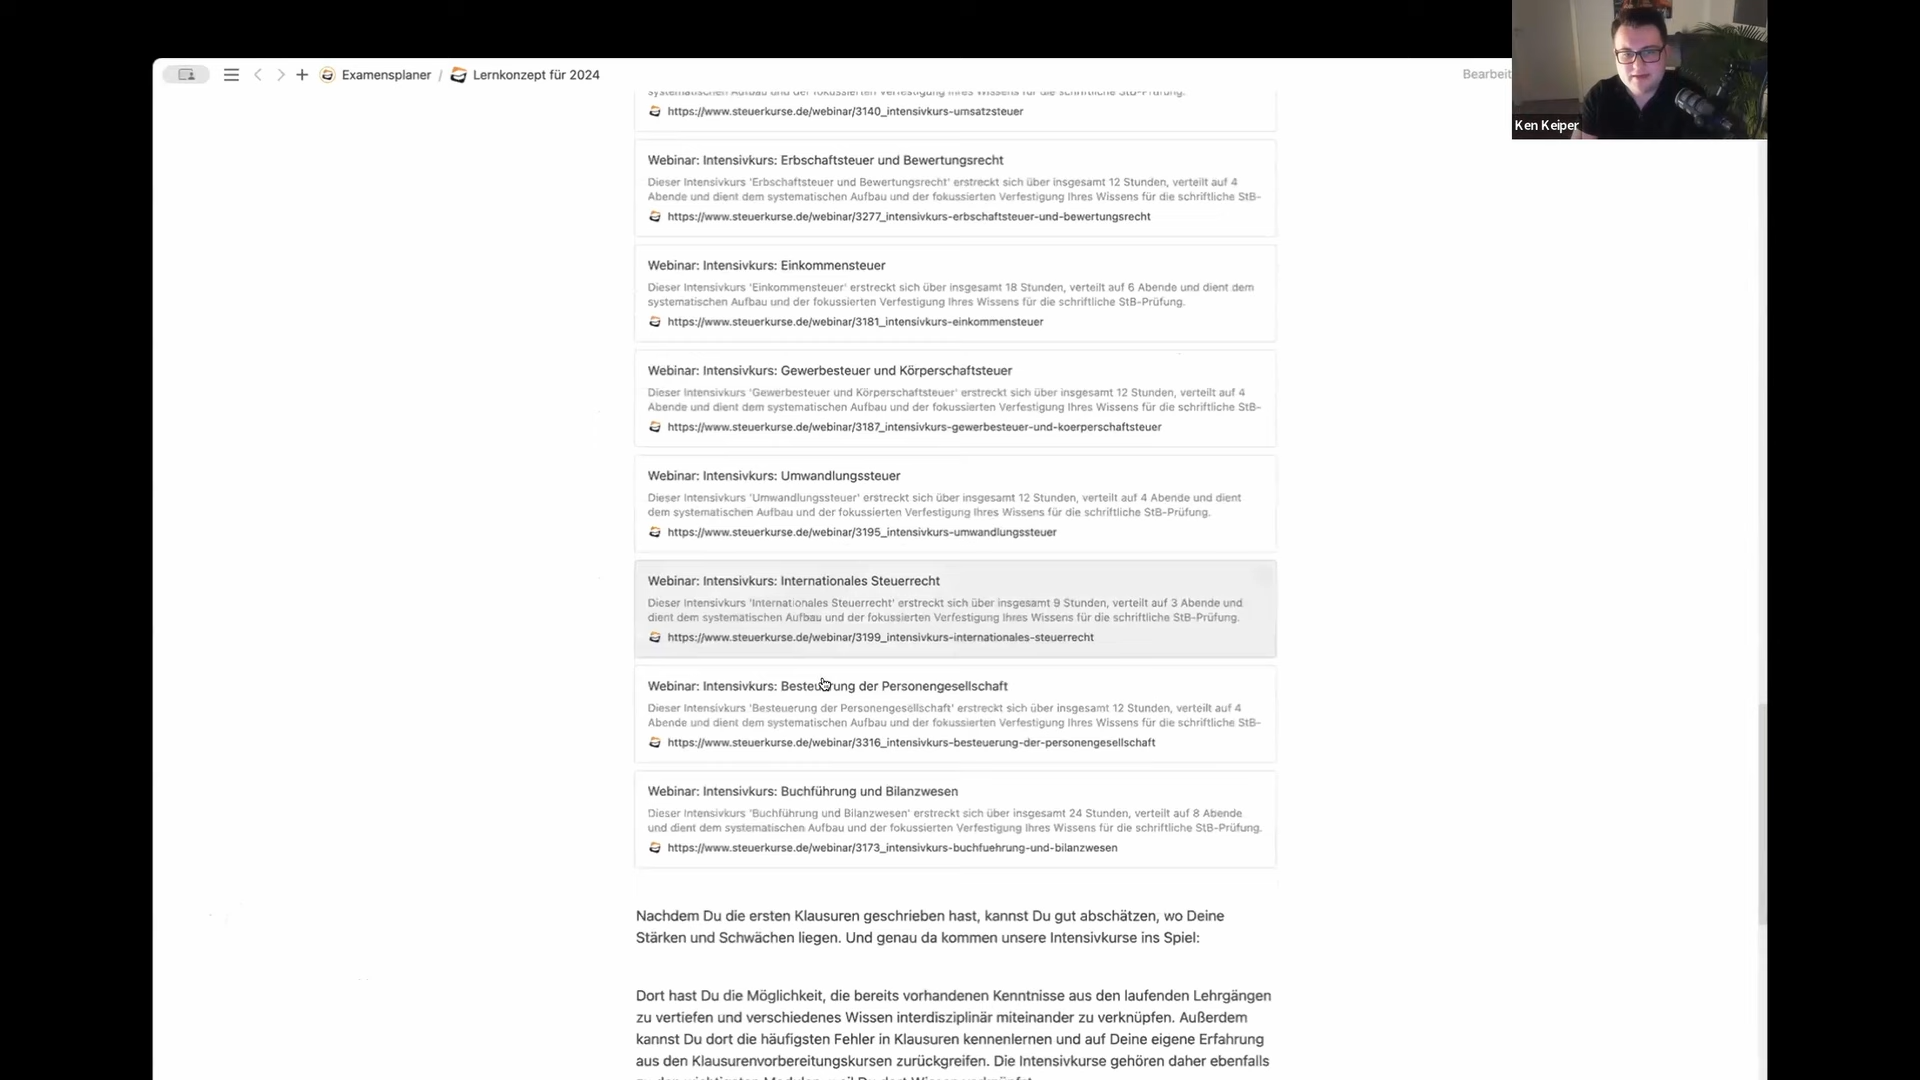 Examensplaner / Lernkonzept für 2024
Bearbeit
Ken Keiper
systematischen Aufbau und der fokussierten Verfestigung Ihres Wissens für die schriftliche StB-Prüfung.
https://www.steuerkurse.de/webinar/3140_intensivkurs-umsatzsteuer
Webinar: Intensivkurs: Erbschaftsteuer und Bewertungsrecht
Dieser Intensivkurs 'Erbschaftsteuer und Bewertungsrecht' erstreckt sich über insgesamt 12 Stunden, verteilt auf 4
Abende und dient dem systematischen Aufbau und der fokussierten Verfestigung Ihres Wissens für die schriftliche StB-
https://www.steuerkurse.de/webinar/3277_intensivkurs-erbschaftsteuer-und-bewertungsrecht
Webinar: Intensivkurs: Einkommensteuer
Dieser Intensivkurs 'Einkommensteuer' erstreckt sich über insgesamt 18 Stunden, verteilt auf 6 Abende und dient dem
systematischen Aufbau und der fokussierten Verfestigung Ihres Wissens für die schriftliche StB-Prüfung.
https://www.steuerkurse.de/webinar/3181_intensivkurs-einkommensteuer
Webinar: Intensivkurs: Gewerbesteuer und Körperschaftsteuer
Dieser Intensivkurs 'Gewerbesteuer und Körperschaftsteuer' erstreckt sich über insgesamt 12 Stunden, verteilt auf 4
Abende und dient dem systematischen Aufbau und der fokussierten Verfestigung Ihres Wissens für die schriftliche StB-
https://www.steuerkurse.de/webinar/3187_intensivkurs-gewerbesteuer-und-koerperschaftsteuer
Webinar: Intensivkurs: Umwandlungssteuer
Dieser Intensivkurs 'Umwandlungssteuer' erstreckt sich über insgesamt 12 Stunden, verteilt auf 4 Abende und dient
dem systematischen Aufbau und der fokussierten Verfestigung Ihres Wissens für die schriftliche StB-Prüfung.
https://www.steuerkurse.de/webinar/3195_intensivkurs-umwandlungssteuer
Webinar: Intensivkurs: Internationales Steuerrecht
Dieser Intensivkurs 'Internationales Steuerrecht' erstreckt sich über insgesamt 9 Stunden, verteilt auf 3 Abende und
dient dem systematischen Aufbau und der fokussierten Verfestigung Ihres Wissens für die schriftliche StB-Prüfung.
https://www.steuerkurse.de/webinar/3199_intensivkurs-internationales-steuerrecht
Webinar: Intensivkurs: Besteuerung der Personengesellschaft
Dieser Intensivkurs 'Besteuerung der Personengesellschaft' erstreckt sich über insgesamt 12 Stunden, verteilt auf 4
Abende und dient dem systematischen Aufbau und der fokussierten Verfestigung Ihres Wissens für die schriftliche StB-
https://www.steuerkurse.de/webinar/3316_intensivkurs-besteuerung-der-personengesellschaft
Webinar: Intensivkurs: Buchführung und Bilanzwesen
Dieser Intensivkurs 'Buchführung und Bilanzwesen' erstreckt sich über insgesamt 24 Stunden, verteilt auf 8 Abende
und dient dem systematischen Aufbau und der fokussierten Verfestigung Ihres Wissens für die schriftliche StB-Prüfung.
https://www.steuerkurse.de/webinar/3173_intensivkurs-buchfuehrung-und-bilanzwesen
Nachdem Du die ersten Klausuren geschrieben hast, kannst Du gut abschätzen, wo Deine
Stärken und Schwächen liegen. Und genau da kommen unsere Intensivkurse ins Spiel:
Dort hast Du die Möglichkeit, die bereits vorhandenen Kenntnisse aus den laufenden Lehrgängen
zu vertiefen und verschiedenes Wissen interdisziplinär miteinander zu verknüpfen. Außerdem
kannst Du dort die häufigsten Fehler in Klausuren kennenlernen und auf Deine eigene Erfahrung
aus den Klausurenvorbereitungskursen zurückgreifen. Die Intensivkurse gehören daher ebenfalls